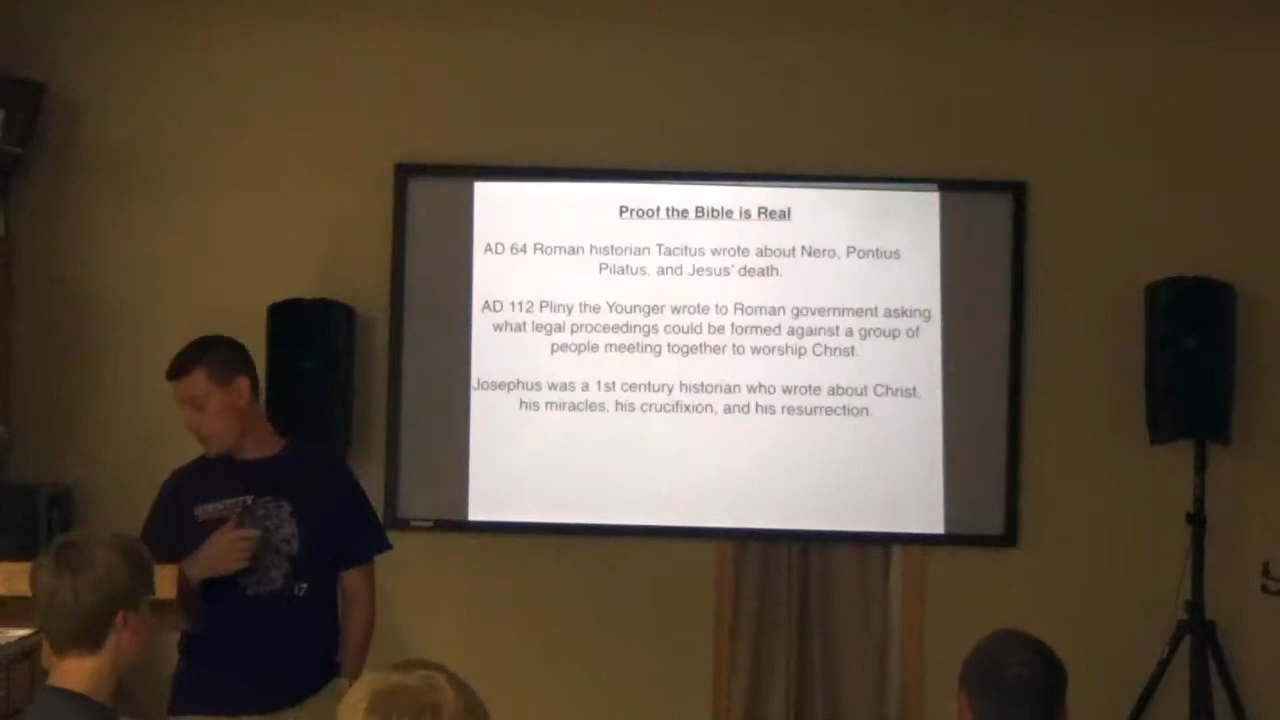 Proof the Bible is Real
AD 64 Roman historian Tacitus wrote about Nero, Pontius
Pilatus, and Jesus' death.
AD 112 Pliny the Younger wrote to Roman government asking
what legal proceedings could be formed against a group of
people meeting together to worship Christ.
Josephus was a 1st century historian who wrote about Christ,
his miracles, his crucifixion, and his resurrection.
17